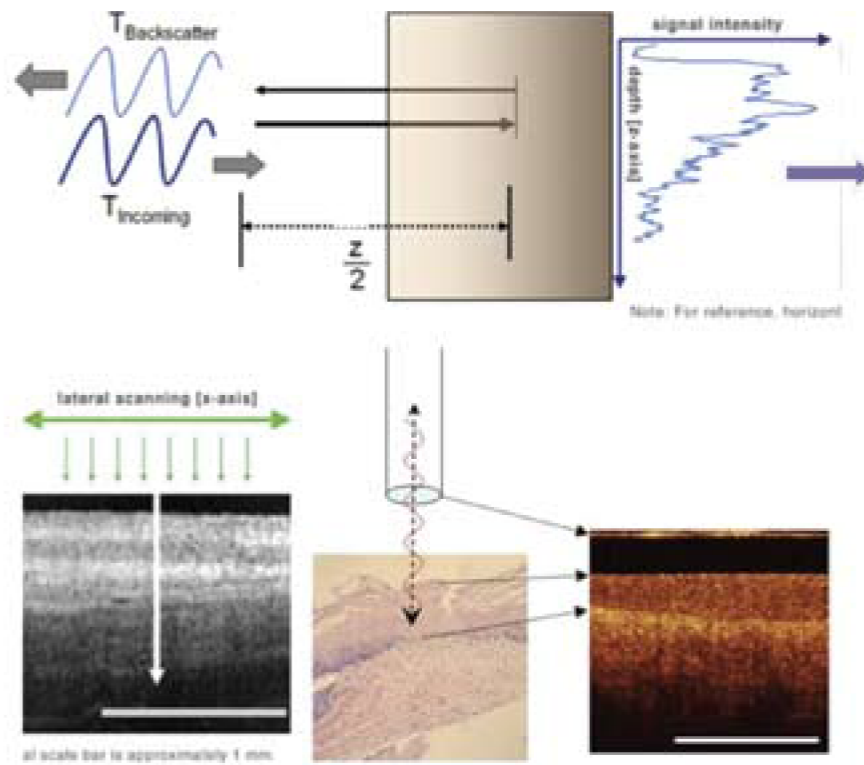 T Backscatter
signal intensity
depth [z-axis]
T Incoming
z
2
Note: For reference, horizont
lateral scanning [x-axis]
al scale bar is approximately 1 mm